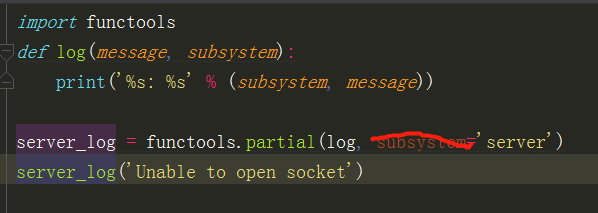 import functools
def log(message, subsystem):
    print('%s: %s' % (subsystem, message))
server_log = functools.partial(log, subsystem='server')
server_log('Unable to open socket')